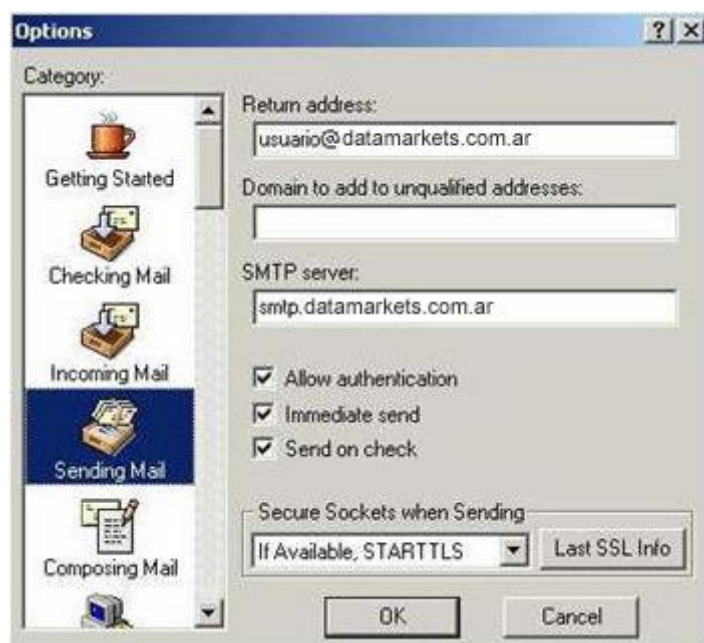 Options
Category:
Getting Started
Checking Mail
Incoming Mail
Sending Mail
Composing Mail
Return address:
usuario@datamarkets.com.ar
Domain to add to unqualified addresses:
SMTP server:
smtp.datamarkets.com.ar
Allow authentication
Immediate send
Send on check
Secure Sockets when Sending
If Available, STARTTLS
Last SSL Info
OK
Cancel